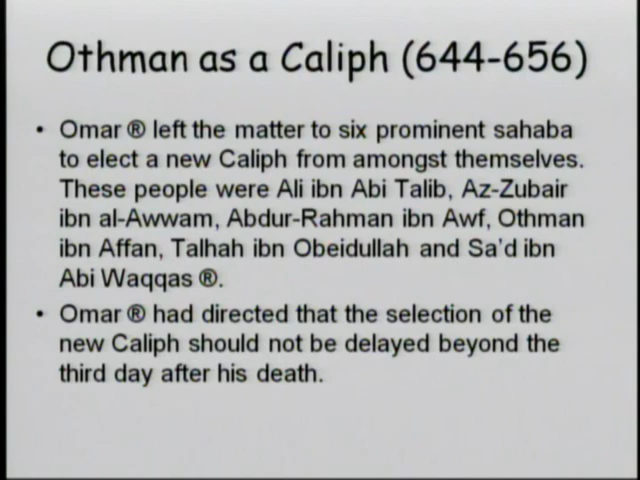 Othman as a Caliph (644-656)
• Omar ® left the matter to six prominent sahaba
to elect a new Caliph from amongst themselves.
These people were Ali ibn Abi Talib, Az-Zubair
ibn al-Awwam, Abdur-Rahman ibn Awf, Othman
ibn Affan, Talhah ibn Obeidullah and Sa'd ibn
Abi Waqqas ®.
• Omar ® had directed that the selection of the
new Caliph should not be delayed beyond the
third day after his death.